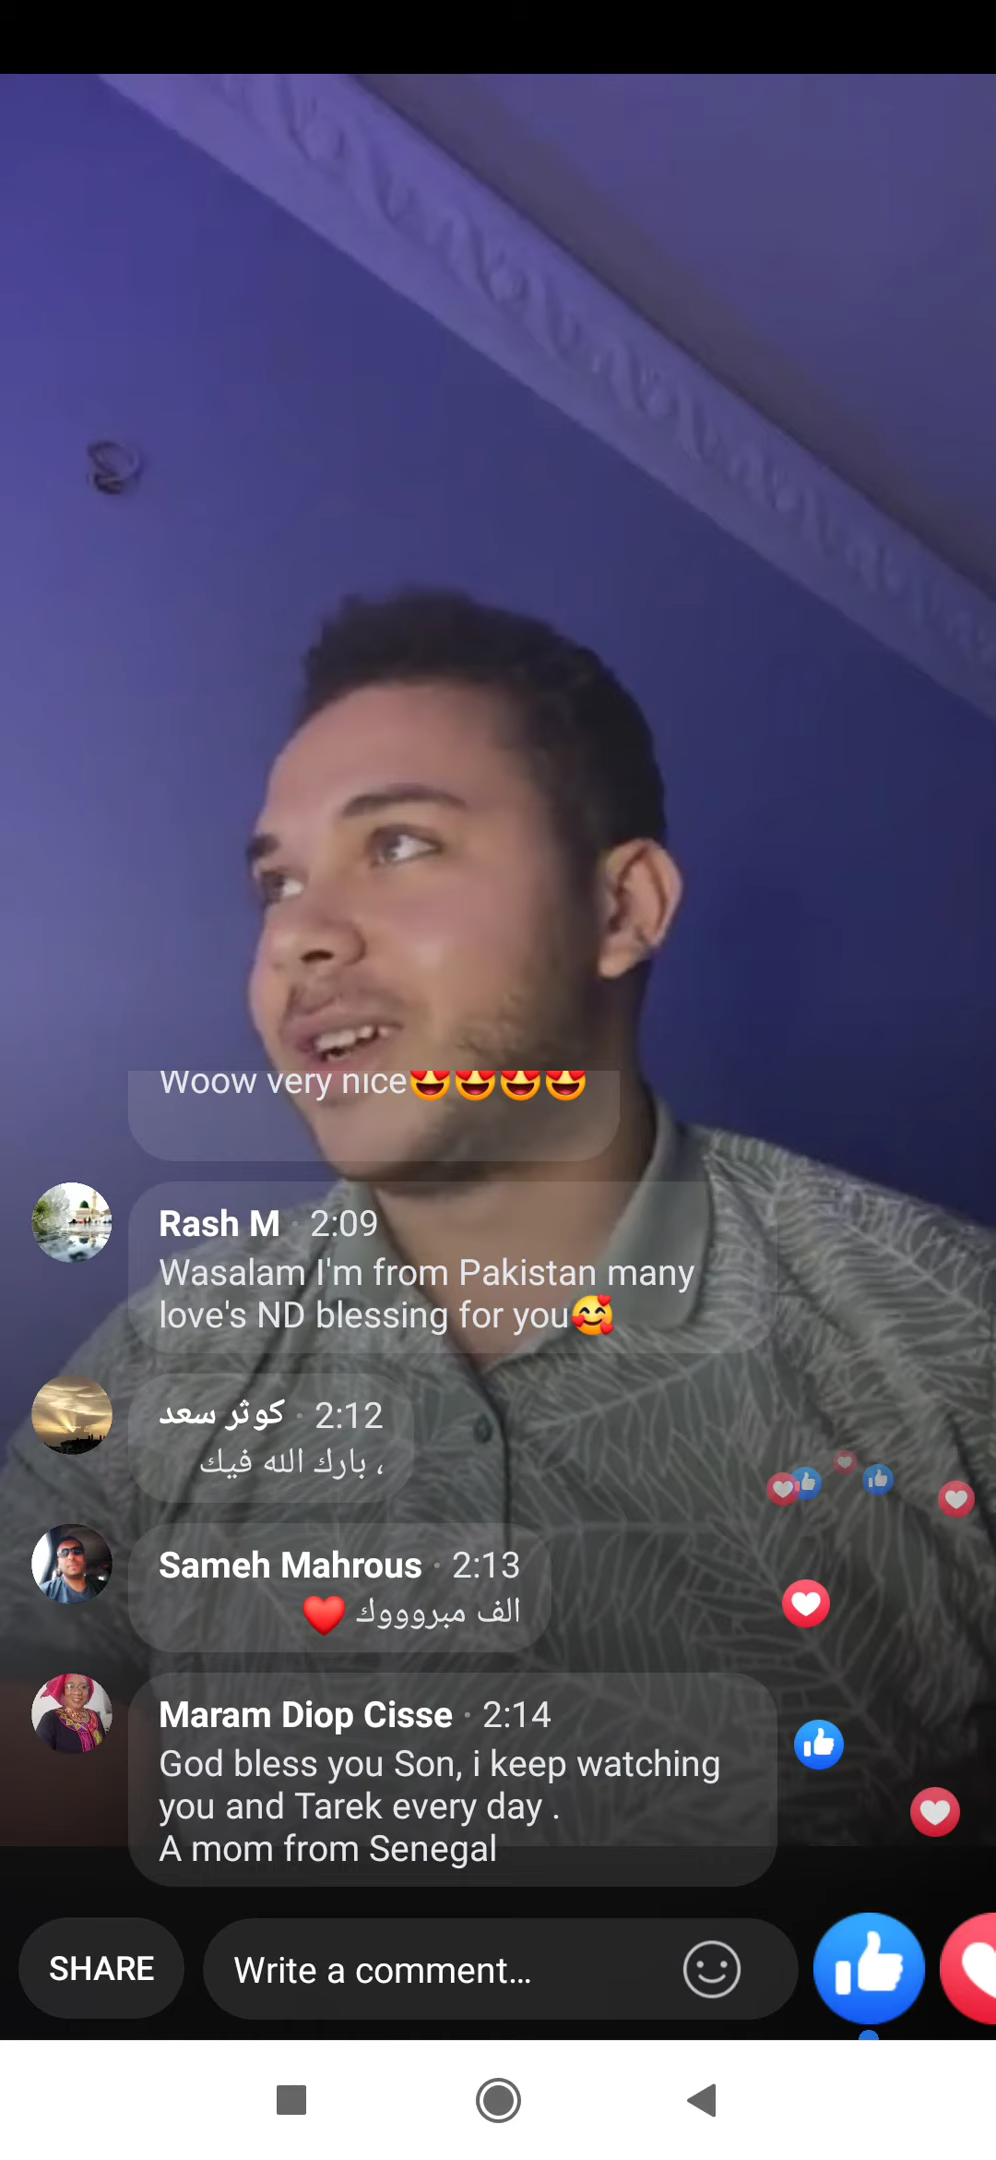 Woow very nice😍😍😍😍
Rash M · 2:09
Wasalam I'm from Pakistan many
love's ND blessing for you🥰
كوثر سعد · 2:12
، بارك الله فيك
Sameh Mahrous · 2:13
الف مبروووك ❤️
Maram Diop Cisse · 2:14
God bless you Son, i keep watching
you and Tarek every day .
A mom from Senegal
SHARE
Write a comment...